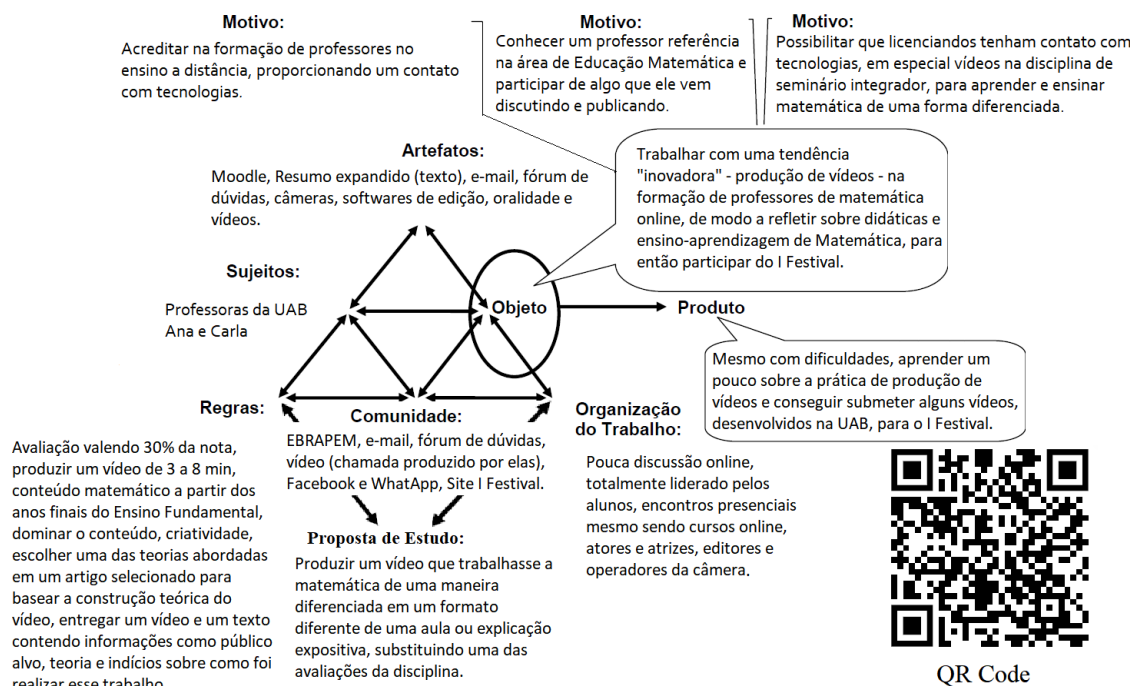 Motivo:
Acreditar na formação de professores no
ensino a distância, proporcionando um contato
com tecnologias.
Motivo:
Conhecer um professor referência
na área de Educação Matemática e
participar de algo que ele vem
discutindo e publicando.
Motivo:
Possibilitar que licenciandos tenham contato com
tecnologias, em especial vídeos na disciplina de
seminário integrador, para aprender e ensinar
matemática de uma forma diferenciada.
Artefatos:
Moodle, Resumo expandido (texto), e-mail, fórum de
dúvidas, câmeras, softwares de edição, oralidade e
vídeos.
Trabalhar com uma tendência
"inovadora" - produção de vídeos - na
formação de professores de matemática
online, de modo a refletir sobre didáticas e
ensino-aprendizagem de Matemática, para
então participar do I Festival.
Sujeitos:
Professoras da UAB
Ana e Carla
Objeto
Produto
Mesmo com dificuldades, aprender um
pouco sobre a prática de produção de
vídeos e conseguir submeter alguns vídeos,
desenvolvidos na UAB, para o I Festival.
Regras:
Avaliação valendo 30% da nota,
produzir um vídeo de 3 a 8 min,
conteúdo matemático a partir dos
anos finais do Ensino Fundamental,
dominar o conteúdo, criatividade,
escolher uma das teorias abordadas
em um artigo selecionado para
basear a construção teórica do
vídeo, entregar um vídeo e um texto
contendo informações como público
alvo, teoria e indícios sobre como foi
realizar esse trabalho
Comunidade:
EBRAPEM, e-mail, fórum de dúvidas,
vídeo (chamada produzido por elas),
Facebook e WhatApp, Site I Festival.
Proposta de Estudo:
Produzir um vídeo que trabalhasse a
matemática de uma maneira
diferenciada em um formato
diferente de uma aula ou explicação
expositiva, substituindo uma das
avaliações da disciplina.
Organização
do Trabalho:
Pouca discussão online,
totalmente liderado pelos
alunos, encontros presenciais
mesmo sendo cursos online,
atores e atrizes, editores e
operadores da câmera.
QR Code